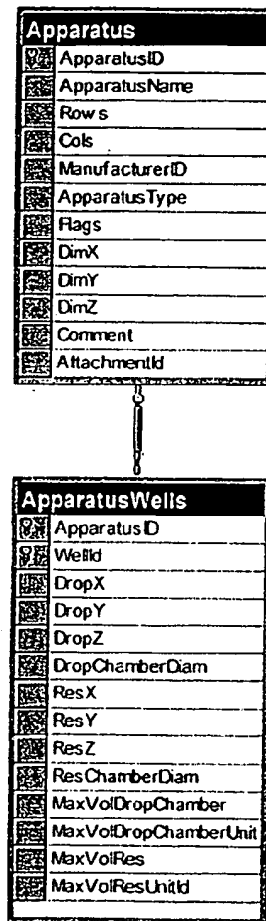 Apparatus
ApparatusID
ApparatusName
Rows
Cols
ManufacturerID
ApparatusType
Flags
DimX
DimY
DimZ
Comment
AttachmentId
ApparatusWells
ApparatusID
WellId
DropX
DropY
DropZ
DropChamberDiam
ResX
ResY
ResZ
ResChamberDiam
MaxVolDropChamber
MaxVolDropChamberUnit
MaxVolRes
MaxVolResUnitId